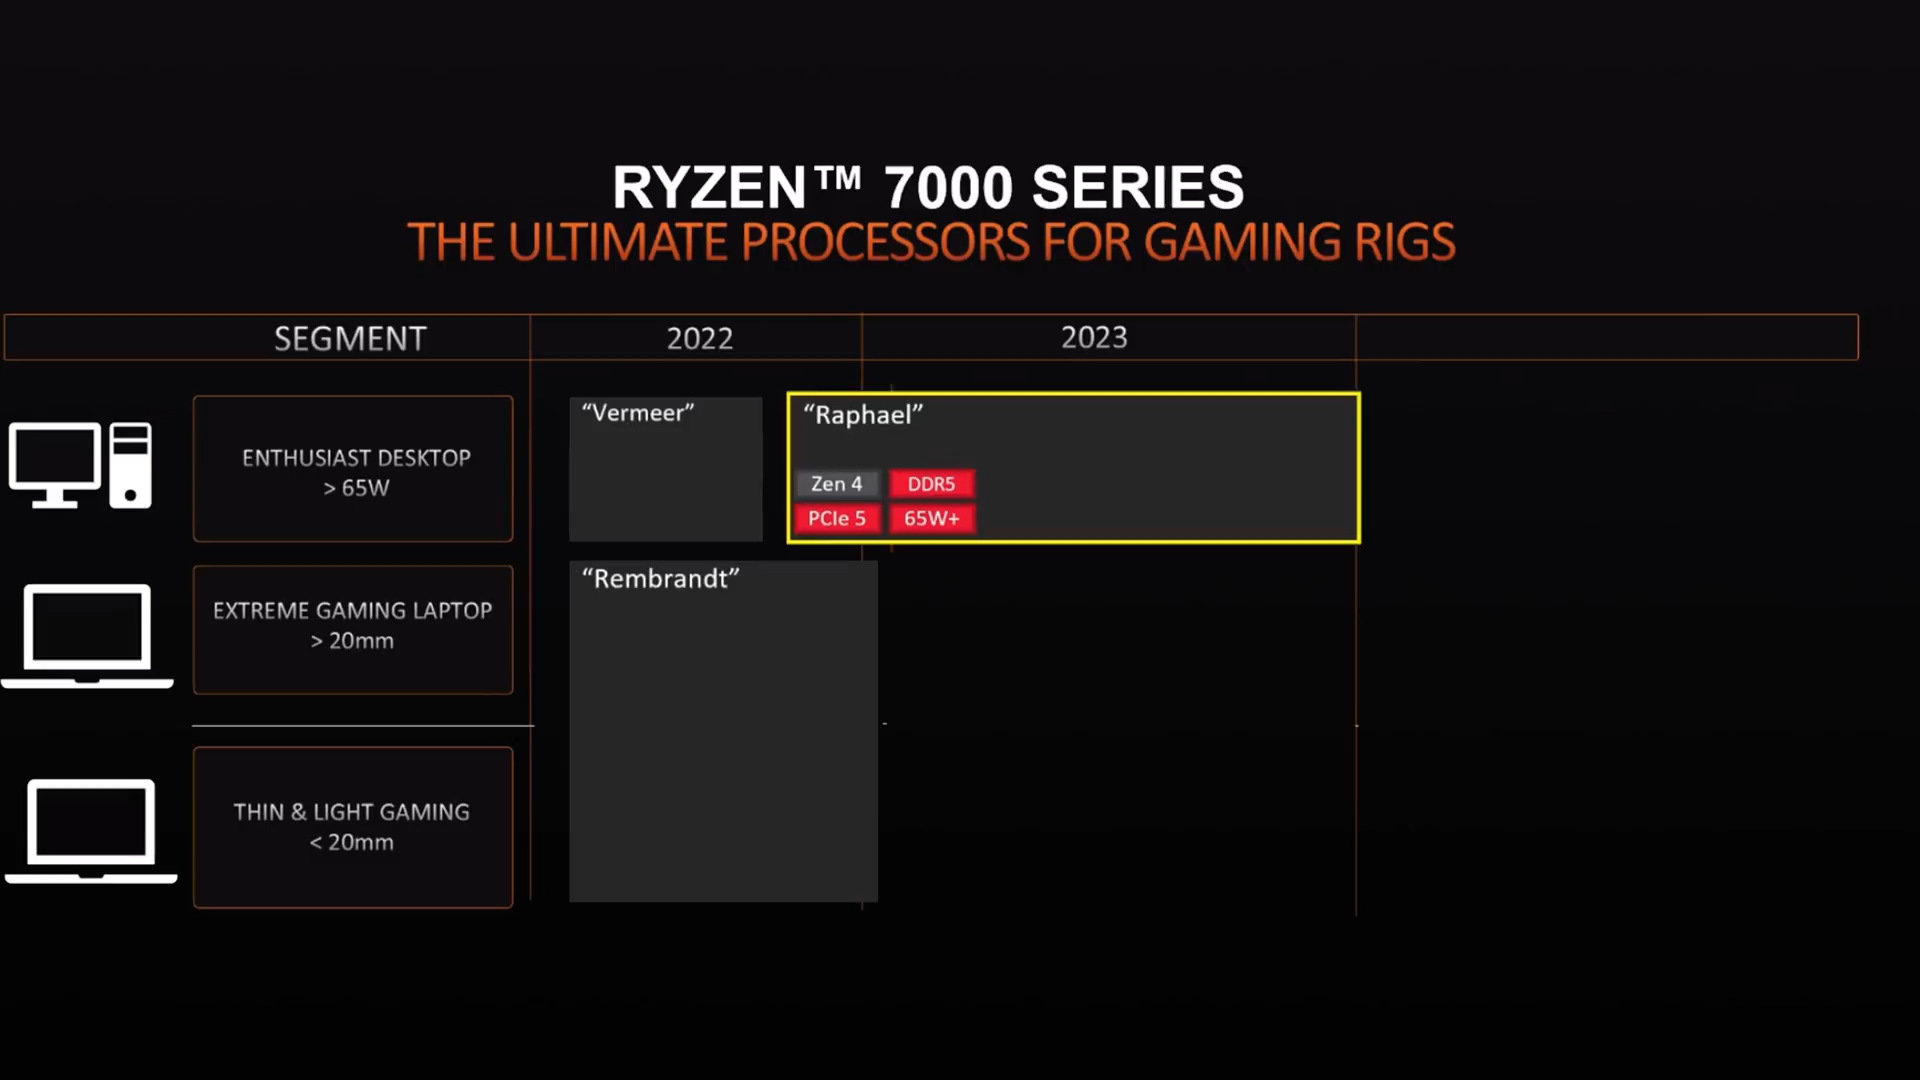 RYZEN™ 7000 SERIES
THE ULTIMATE PROCESSORS FOR GAMING RIGS
SEGMENT
2022
2023
ENTHUSIAST DESKTOP
> 65W
“Vermeer”
“Raphael”
Zen 4
DDR5
PCIe 5
65W+
EXTREME GAMING LAPTOP
> 20mm
“Rembrandt”
THIN & LIGHT GAMING
< 20mm